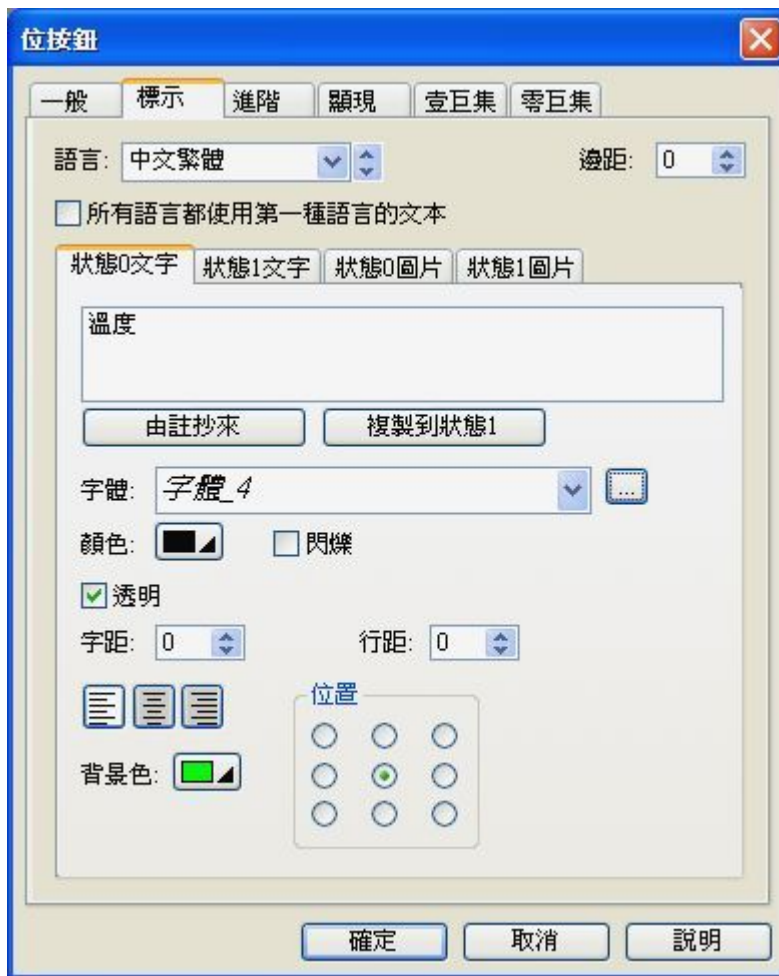 位按鈕
一般 標示 進階 顯現 壹巨集 零巨集
語言: 中文繁體 邊距: 0
所有語言都使用第一種語言的文本
狀態0文字 狀態1文字 狀態0圖片 狀態1圖片
溫度
由註抄來 複製到狀態1
字體: 字體_4 ...
顏色: 閃爍
透明
字距: 0 行距: 0
位置
背景色:
確定 取消 說明